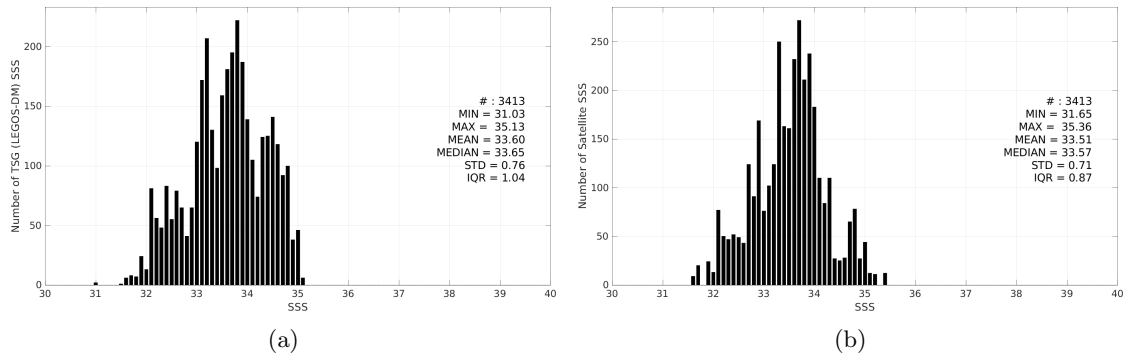 Number of TSG (LEGOS-DM) SSS
200
150
100
50
0
30 31 32 33 34 35 36 37 38 39 40
SSS
# : 3413
MIN = 31.03
MAX = 35.13
MEAN = 33.60
MEDIAN = 33.65
STD = 0.76
IQR = 1.04
(a)
Number of Satellite SSS
250
200
150
100
50
0
30 31 32 33 34 35 36 37 38 39 40
SSS
# : 3413
MIN = 31.65
MAX = 35.36
MEAN = 33.51
MEDIAN = 33.57
STD = 0.71
IQR = 0.87
(b)